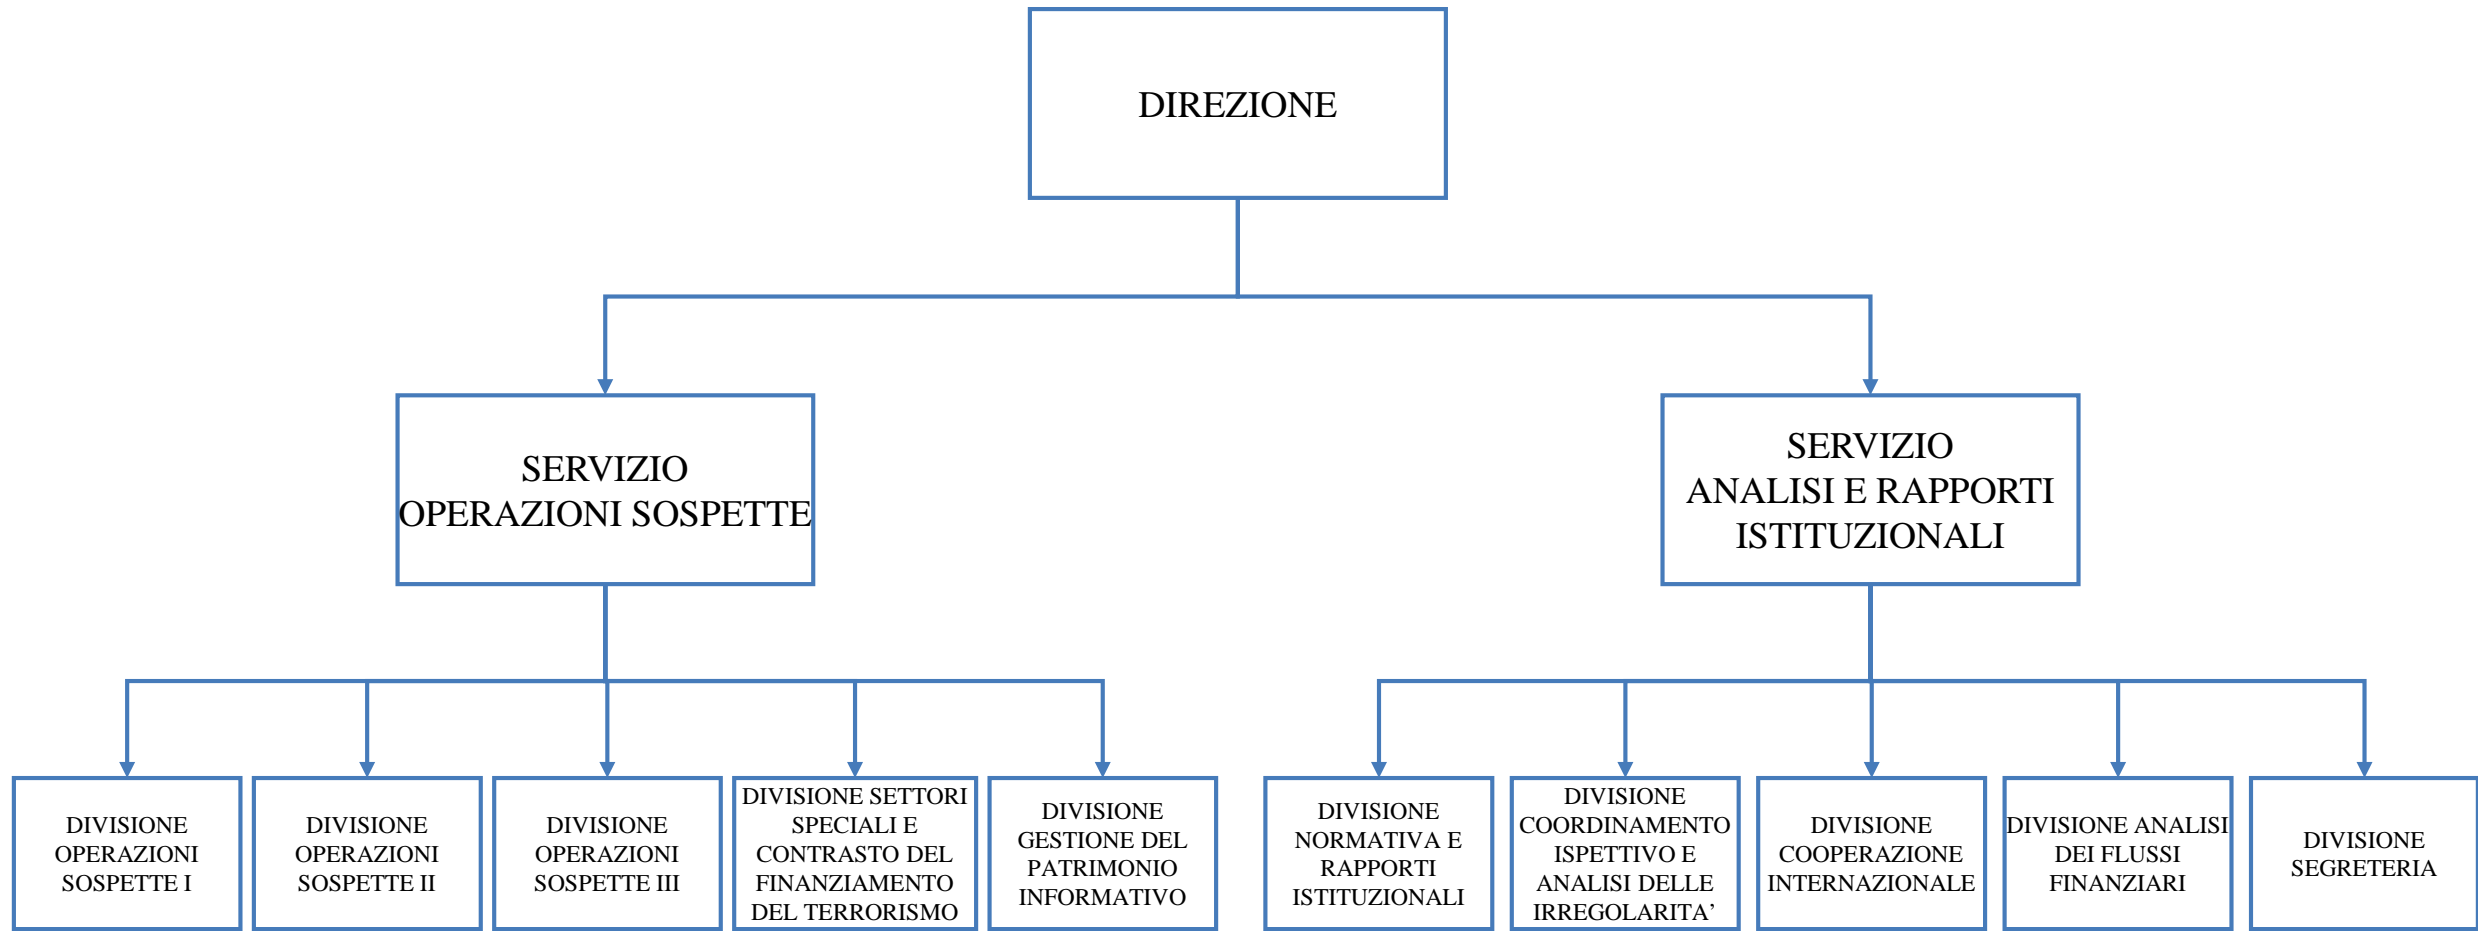 DIREZIONE
SERVIZIO
OPERAZIONI SOSPETTE
SERVIZIO
ANALISI E RAPPORTI
ISTITUZIONALI
DIVISIONE
OPERAZIONI
SOSPETTE I
DIVISIONE
OPERAZIONI
SOSPETTE II
DIVISIONE
OPERAZIONI
SOSPETTE III
DIVISIONE SETTORI
SPECIALI E
CONTRASTO DEL
FINANZIAMENTO
DEL TERRORISMO
DIVISIONE
GESTIONE DEL
PATRIMONIO
INFORMATIVO
DIVISIONE
NORMATIVA E
RAPPORTI
ISTITUZIONALI
DIVISIONE
COORDINAMENTO
ISPETTIVO E
ANALISI DELLE
IRREGOLARITA’
DIVISIONE
COOPERAZIONE
INTERNAZIONALE
DIVISIONE ANALISI
DEI FLUSSI
FINANZIARI
DIVISIONE
SEGRETERIA